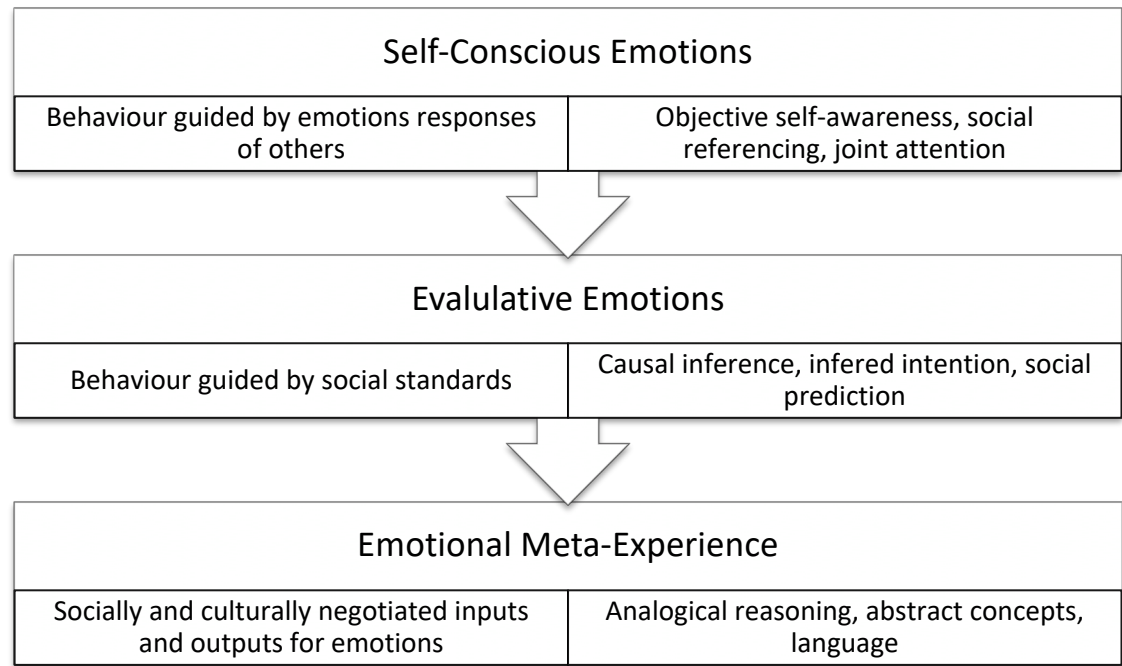 Self-Conscious Emotions
Behaviour guided by emotions responses
of others
Objective self-awareness, social
referencing, joint attention
Evalulative Emotions
Behaviour guided by social standards
Causal inference, infered intention, social
prediction
Emotional Meta-Experience
Socially and culturally negotiated inputs
and outputs for emotions
Analogical reasoning, abstract concepts,
language